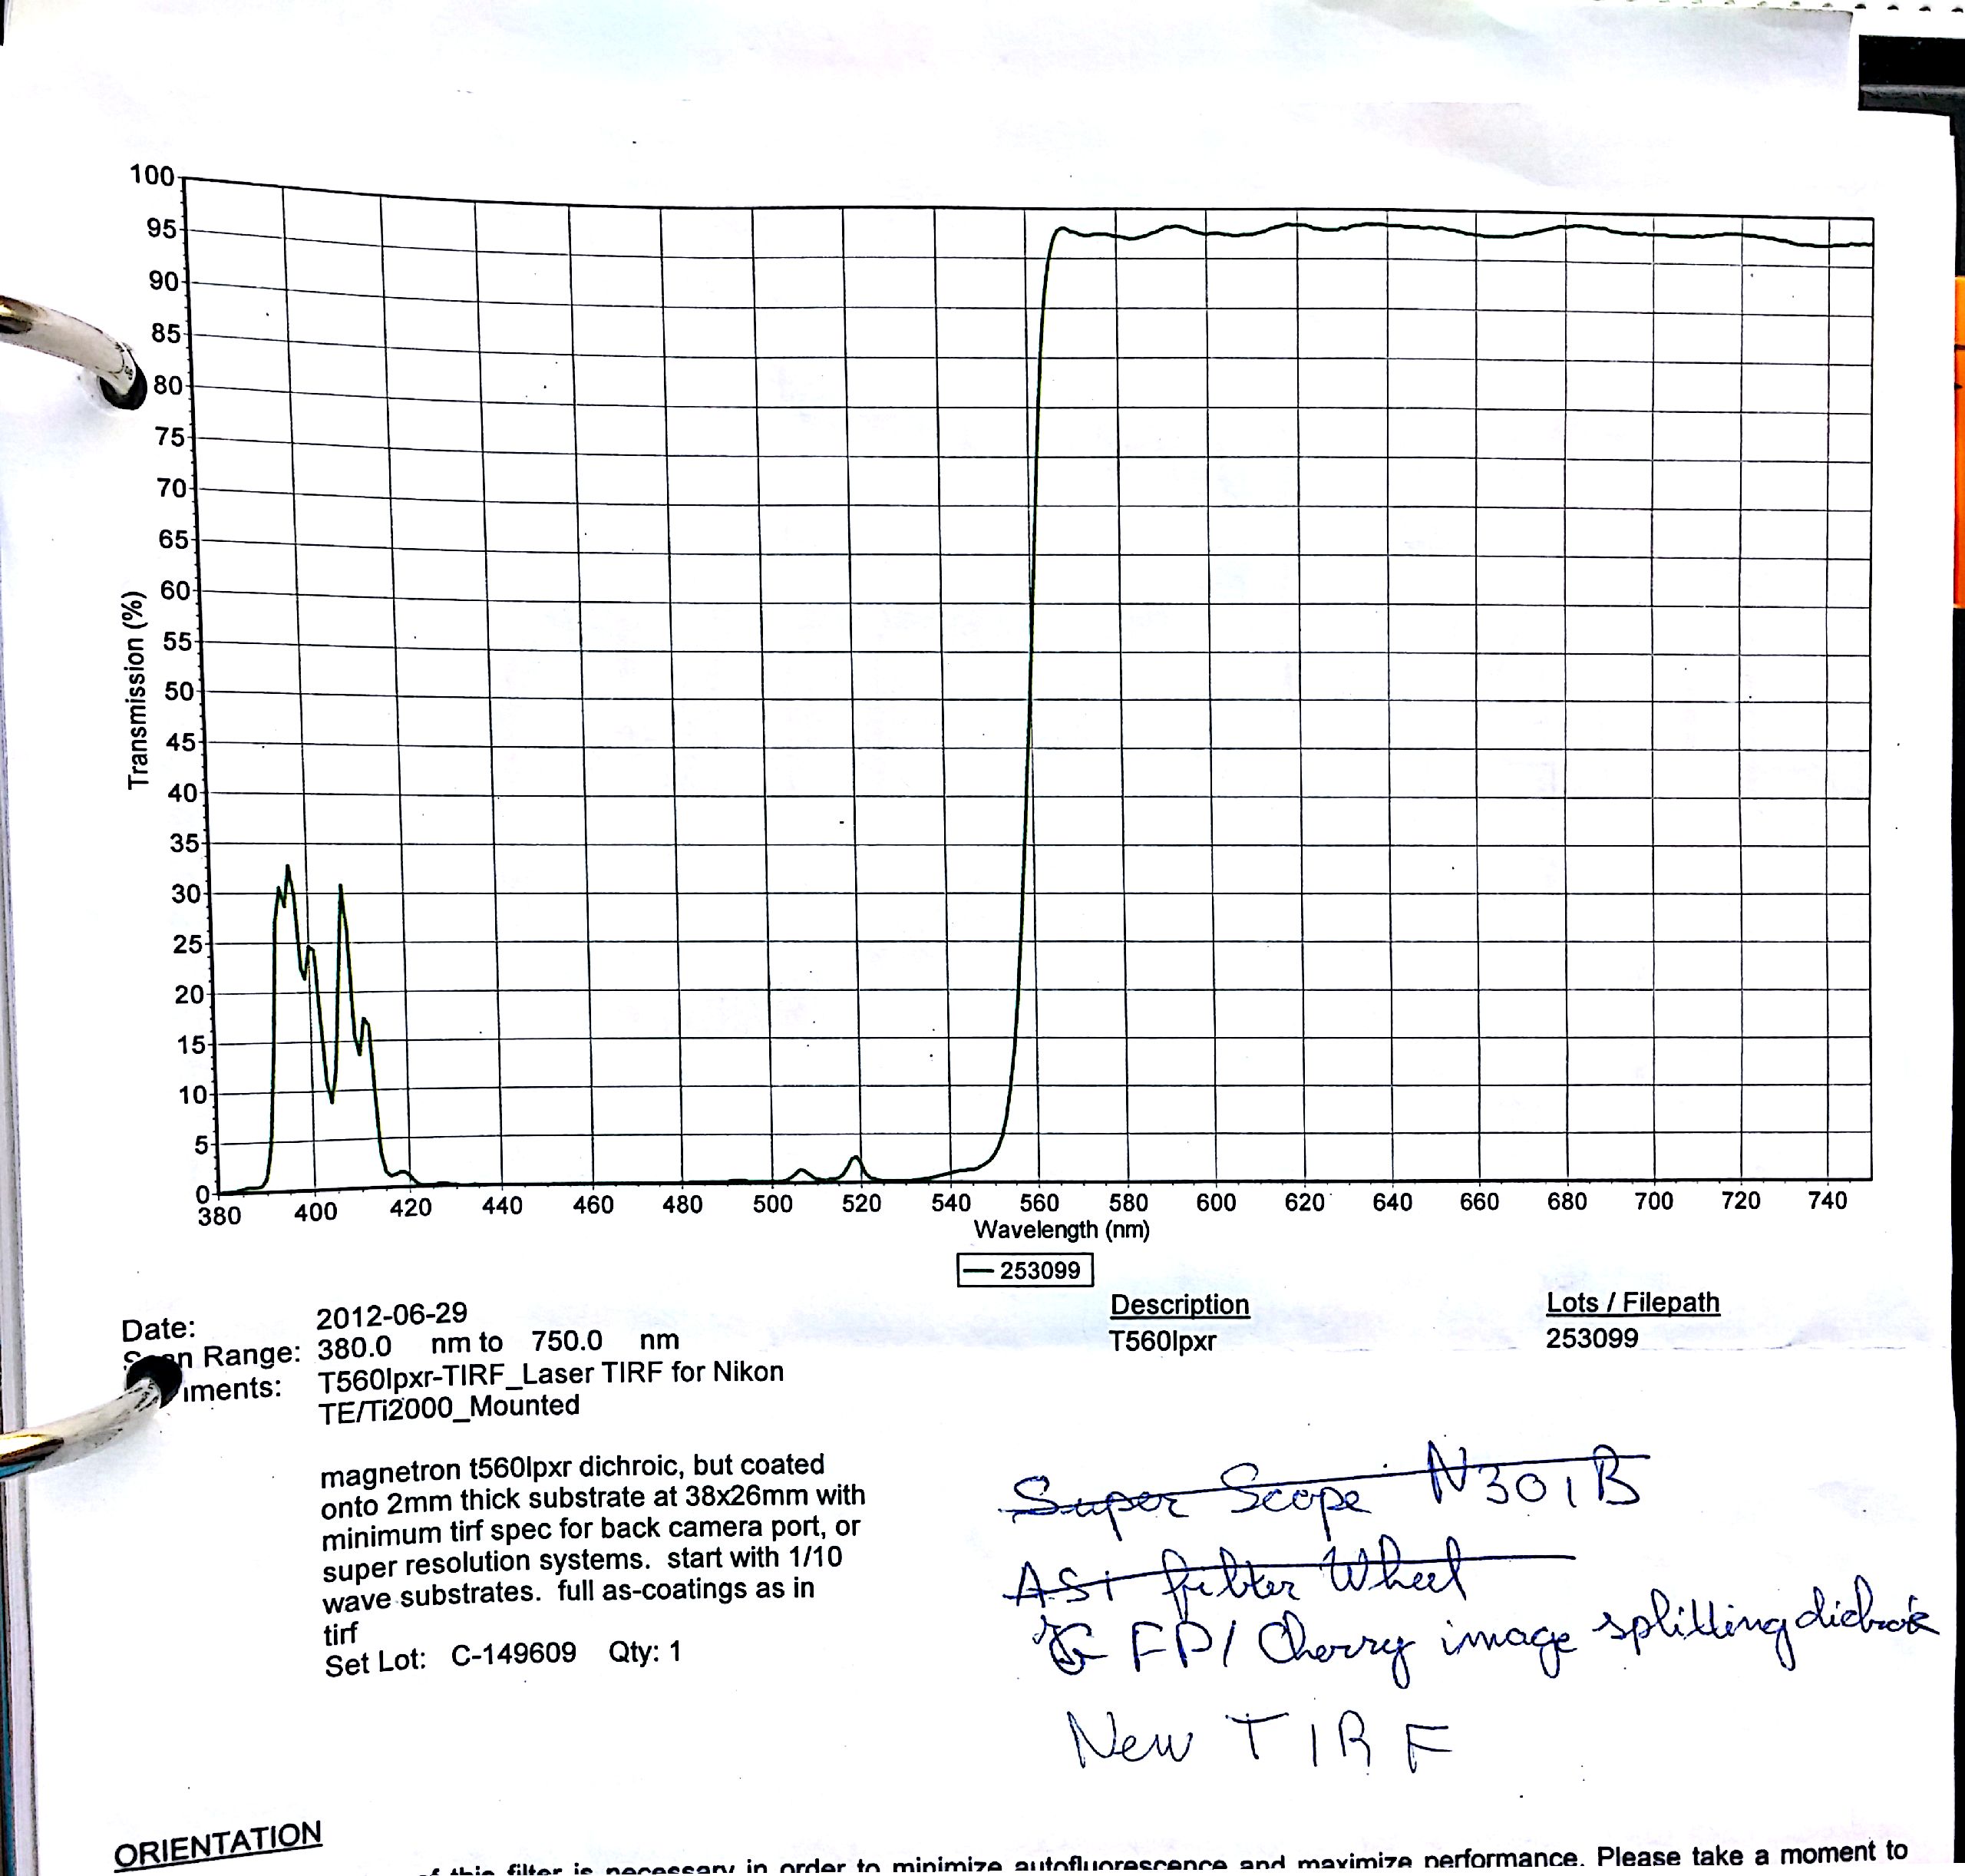 100
95
90
85
80
75
70
65
60
55
50
45
40
35
30
25
20
15
10
5
0
Transmission (%)
380 400 420 440 460 480 500 520 540 560 580 600 620 640 660 680 700 720 740
Wavelength (nm)
253099
Date: 2012-06-29
Range: 380.0 nm to 750.0 nm
T560lpxr-TIRF_Laser TIRF for Nikon
TE/Ti2000_Mounted
magnetron t560lpxr dichroic, but coated
onto 2mm thick substrate at 38x26mm with
minimum tirf spec for back camera port, or
super resolution systems. start with 1/10
wave substrates. full as-coatings as in
tirf
Set Lot: C-149609 Qty: 1
Description
T560lpxr
Lots / Filepath
253099
Super Scope N301B
ASI filter Wheel
GFP/ Cherry image splitting
New TIRF
ORIENTATION
of this filter is necessary in order to minimize autofluorescence and maximize performance. Please take a moment to